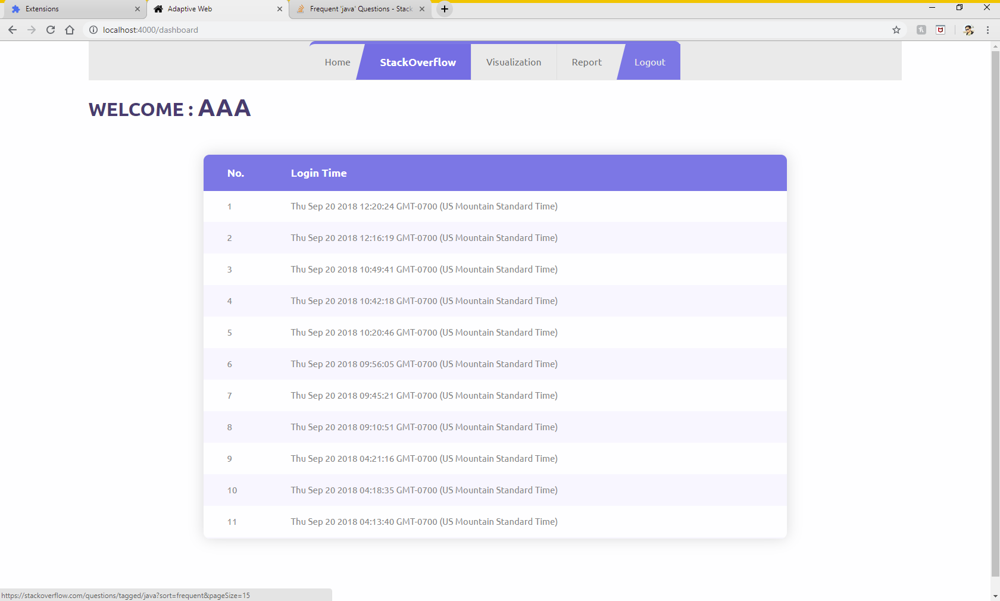 Extensions
Adaptive Web
Frequent 'java' Questions - Stack
localhost:4000/dashboard
Home StackOverflow Visualization Report Logout
WELCOME : AAA
No. Login Time
1 Thu Sep 20 2018 12:20:24 GMT-0700 (US Mountain Standard Time)
2 Thu Sep 20 2018 12:16:19 GMT-0700 (US Mountain Standard Time)
3 Thu Sep 20 2018 10:49:41 GMT-0700 (US Mountain Standard Time)
4 Thu Sep 20 2018 10:42:18 GMT-0700 (US Mountain Standard Time)
5 Thu Sep 20 2018 10:20:46 GMT-0700 (US Mountain Standard Time)
6 Thu Sep 20 2018 09:56:05 GMT-0700 (US Mountain Standard Time)
7 Thu Sep 20 2018 09:45:21 GMT-0700 (US Mountain Standard Time)
8 Thu Sep 20 2018 09:10:51 GMT-0700 (US Mountain Standard Time)
9 Thu Sep 20 2018 04:21:16 GMT-0700 (US Mountain Standard Time)
10 Thu Sep 20 2018 04:18:35 GMT-0700 (US Mountain Standard Time)
11 Thu Sep 20 2018 04:13:40 GMT-0700 (US Mountain Standard Time)
https://stackoverflow.com/questions/tagged/java?sort=frequent&pageSize=15